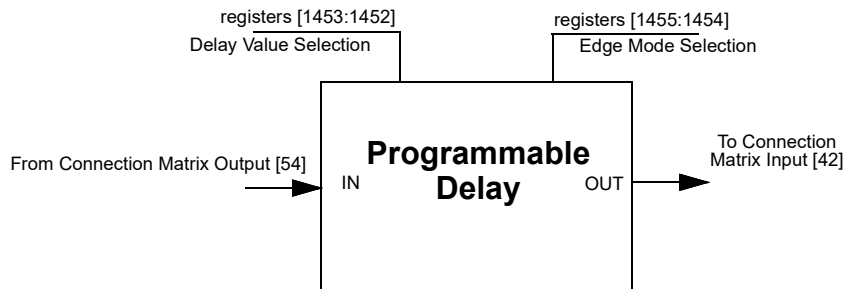 registers [1453:1452]
Delay Value Selection
registers [1455:1454]
Edge Mode Selection
From Connection Matrix Output [54]
IN
Programmable
Delay
OUT
To Connection
Matrix Input [42]